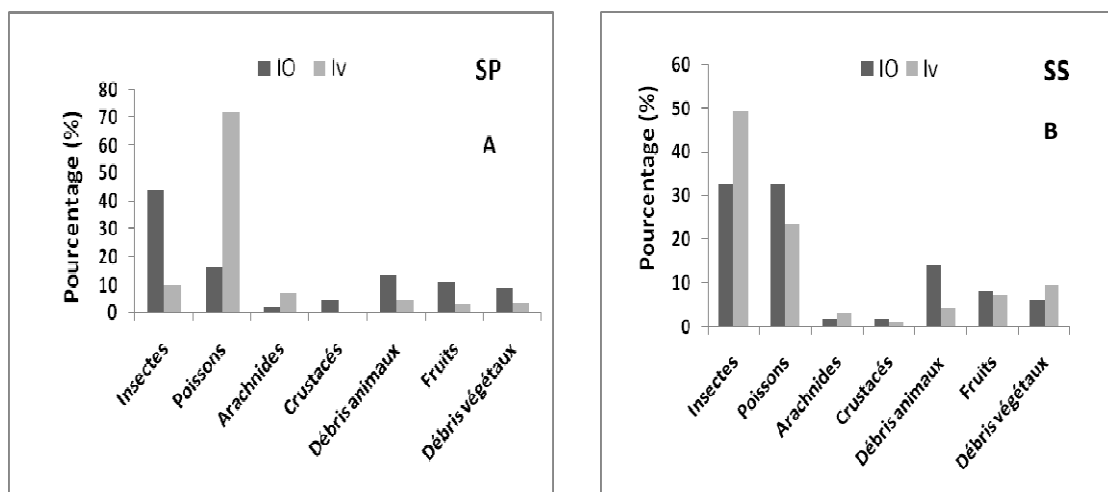 IO Iv
SP
A
Pourcentage (%)
80
70
60
50
40
30
20
10
0
Insectes
Poissons
Arachnides
Crustacés
Débris animaux
Fruits
Débris végétaux
IO Iv
SS
B
Pourcentage (%)
60
50
40
30
20
10
0
Insectes
Poissons
Arachnides
Crustacés
Débris animaux
Fruits
Débris végétaux